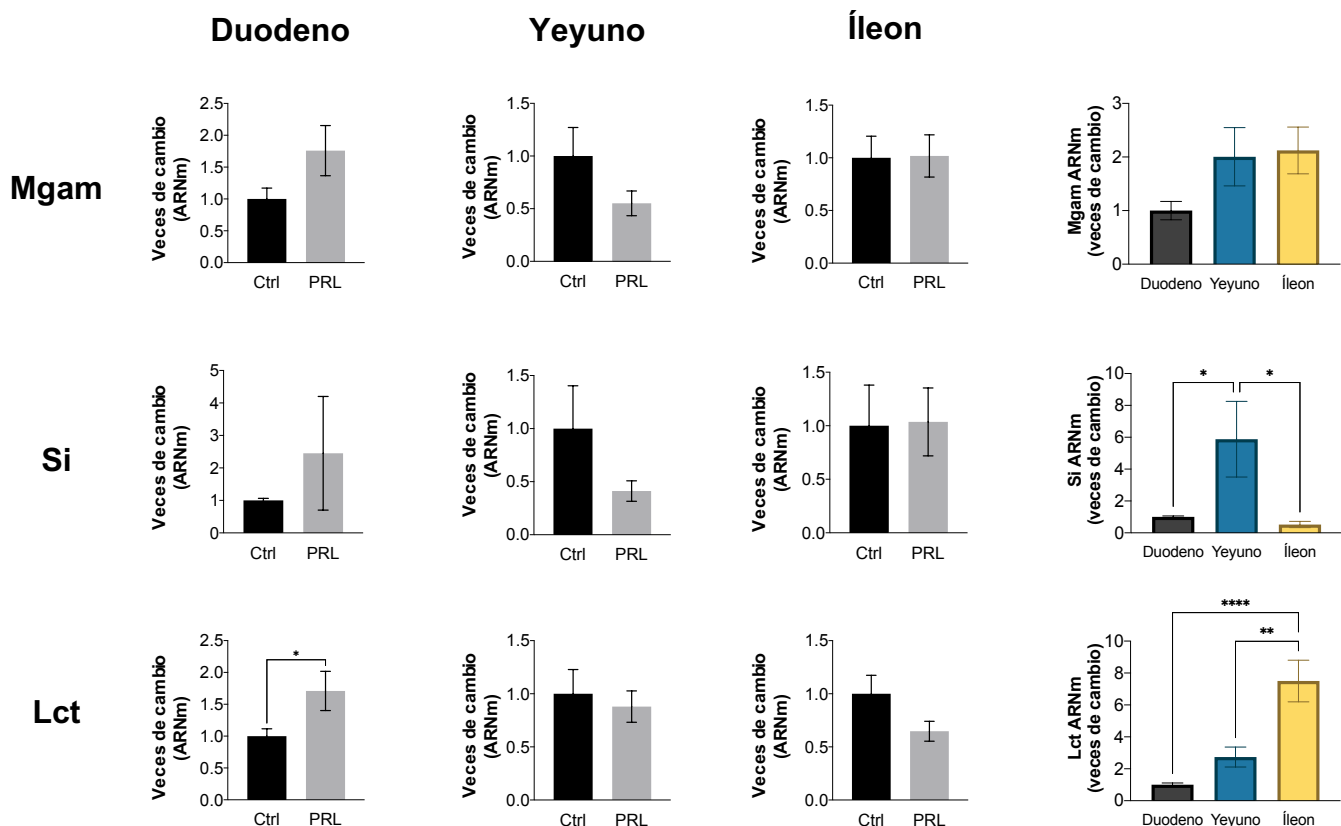 Duodeno
Yeyuno
Íleon
Mgam
Veces de cambio
(ARNm)
2.5
2.0
1.5
1.0
0.5
0.0
Ctrl
PRL
Veces de cambio
(ARNm)
1.5
1.0
0.5
0.0
Ctrl
PRL
Veces de cambio
(ARNm)
1.5
1.0
0.5
0.0
Ctrl
PRL
Mgam ARNm
(veces de cambio)
3
2
1
0
Duodeno
Yeyuno
Íleon
Si
Veces de cambio
(ARNm)
5
4
3
2
1
0
Ctrl
PRL
Veces de cambio
(ARNm)
1.5
1.0
0.5
0.0
Ctrl
PRL
Veces de cambio
(ARNm)
1.5
1.0
0.5
0.0
Ctrl
PRL
Si ARNm
(veces de cambio)
10
8
6
4
2
0
*
*
Duodeno
Yeyuno
Íleon
Lct
Veces de cambio
(ARNm)
2.5
2.0
1.5
1.0
0.5
0.0
*
Ctrl
PRL
Veces de cambio
(ARNm)
1.5
1.0
0.5
0.0
Ctrl
PRL
Veces de cambio
(ARNm)
1.5
1.0
0.5
0.0
Ctrl
PRL
Lct ARNm
(veces de cambio)
10
8
6
4
2
0
****
**
Duodeno
Yeyuno
Íleon